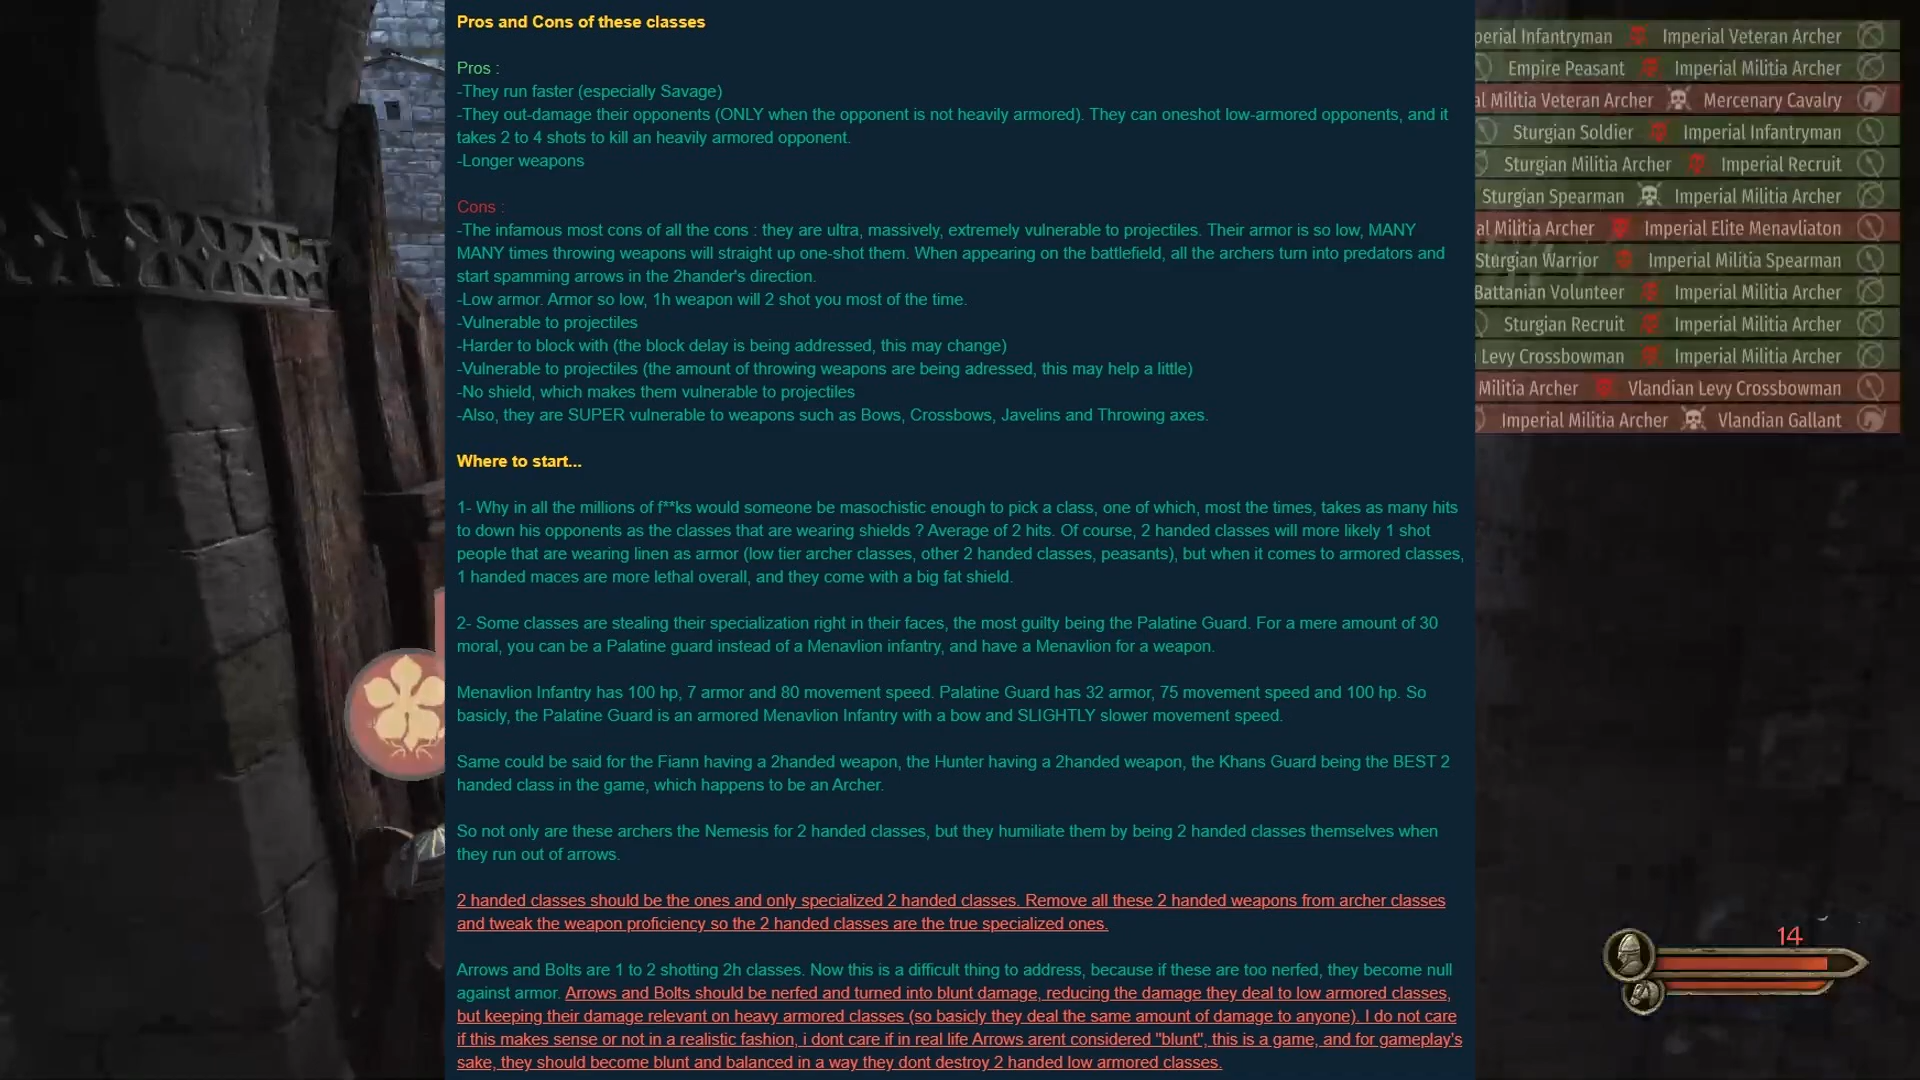 Pros and Cons of these classes
Pros :
-They run faster (especially Savage)
-They out-damage their opponents (ONLY when the opponent is not heavily armored). They can oneshot low-armored opponents, and it
takes 2 to 4 shots to kill an heavily armored opponent.
-Longer weapons
Cons :
-The infamous most cons of all the cons : they are ultra, massively, extremely vulnerable to projectiles. Their armor is so low, MANY
MANY times throwing weapons will straight up one-shot them. When appearing on the battlefield, all the archers turn into predators and
start spamming arrows in the 2hander's direction.
-Low armor. Armor so low, 1h weapon will 2 shot you most of the time.
-Vulnerable to projectiles
-Harder to block with (the block delay is being addressed, this may change)
-Vulnerable to projectiles (the amount of throwing weapons are being adressed, this may help a little)
-No shield, which makes them vulnerable to projectiles
-Also, they are SUPER vulnerable to weapons such as Bows, Crossbows, Javelins and Throwing axes.
Where to start...
1- Why in all the millions of f**ks would someone be masochistic enough to pick a class, one of which, most the times, takes as many hits
to down his opponents as the classes that are wearing shields ? Average of 2 hits. Of course, 2 handed classes will more likely 1 shot
people that are wearing linen as armor (low tier archer classes, other 2 handed classes, peasants), but when it comes to armored classes,
1 handed maces are more lethal overall, and they come with a big fat shield.
2- Some classes are stealing their specialization right in their faces, the most guilty being the Palatine Guard. For a mere amount of 30
moral, you can be a Palatine guard instead of a Menavlion infantry, and have a Menavlion for a weapon.
Menavlion Infantry has 100 hp, 7 armor and 80 movement speed. Palatine Guard has 32 armor, 75 movement speed and 100 hp. So
basicly, the Palatine Guard is an armored Menavlion Infantry with a bow and SLIGHTLY slower movement speed.
Same could be said for the Fiann having a 2handed weapon, the Hunter having a 2handed weapon, the Khans Guard being the BEST 2
handed class in the game, which happens to be an Archer.
So not only are these archers the Nemesis for 2 handed classes, but they humiliate them by being 2 handed classes themselves when
they run out of arrows.
2 handed classes should be the ones and only specialized 2 handed classes. Remove all these 2 handed weapons from archer classes
and tweak the weapon proficiency so the 2 handed classes are the true specialized ones.
Arrows and Bolts are 1 to 2 shotting 2h classes. Now this is a difficult thing to address, because if these are too nerfed, they become null
against armor. Arrows and Bolts should be nerfed and turned into blunt damage, reducing the damage they deal to low armored classes,
but keeping their damage relevant on heavy armored classes (so basicly they deal the same amount of damage to anyone). I do not care
if this makes sense or not in a realistic fashion, i dont care if in real life Arrows arent considered "blunt", this is a game, and for gameplay's
sake, they should become blunt and balanced in a way they dont destroy 2 handed low armored classes.
perial Infantryman Imperial Veteran Archer
Empire Peasant Imperial Militia Archer
al Militia Veteran Archer Mercenary Cavalry
Sturgian Soldier Imperial Infantryman
Sturgian Militia Archer Imperial Recruit
Sturgian Spearman Imperial Militia Archer
al Militia Archer Imperial Elite Menavliaton
Sturgian Warrior Imperial Militia Spearman
Battanian Volunteer Imperial Militia Archer
Sturgian Recruit Imperial Militia Archer
Levy Crossbowman Imperial Militia Archer
Militia Archer Vlandian Levy Crossbowman
Imperial Militia Archer Vlandian Gallant
14